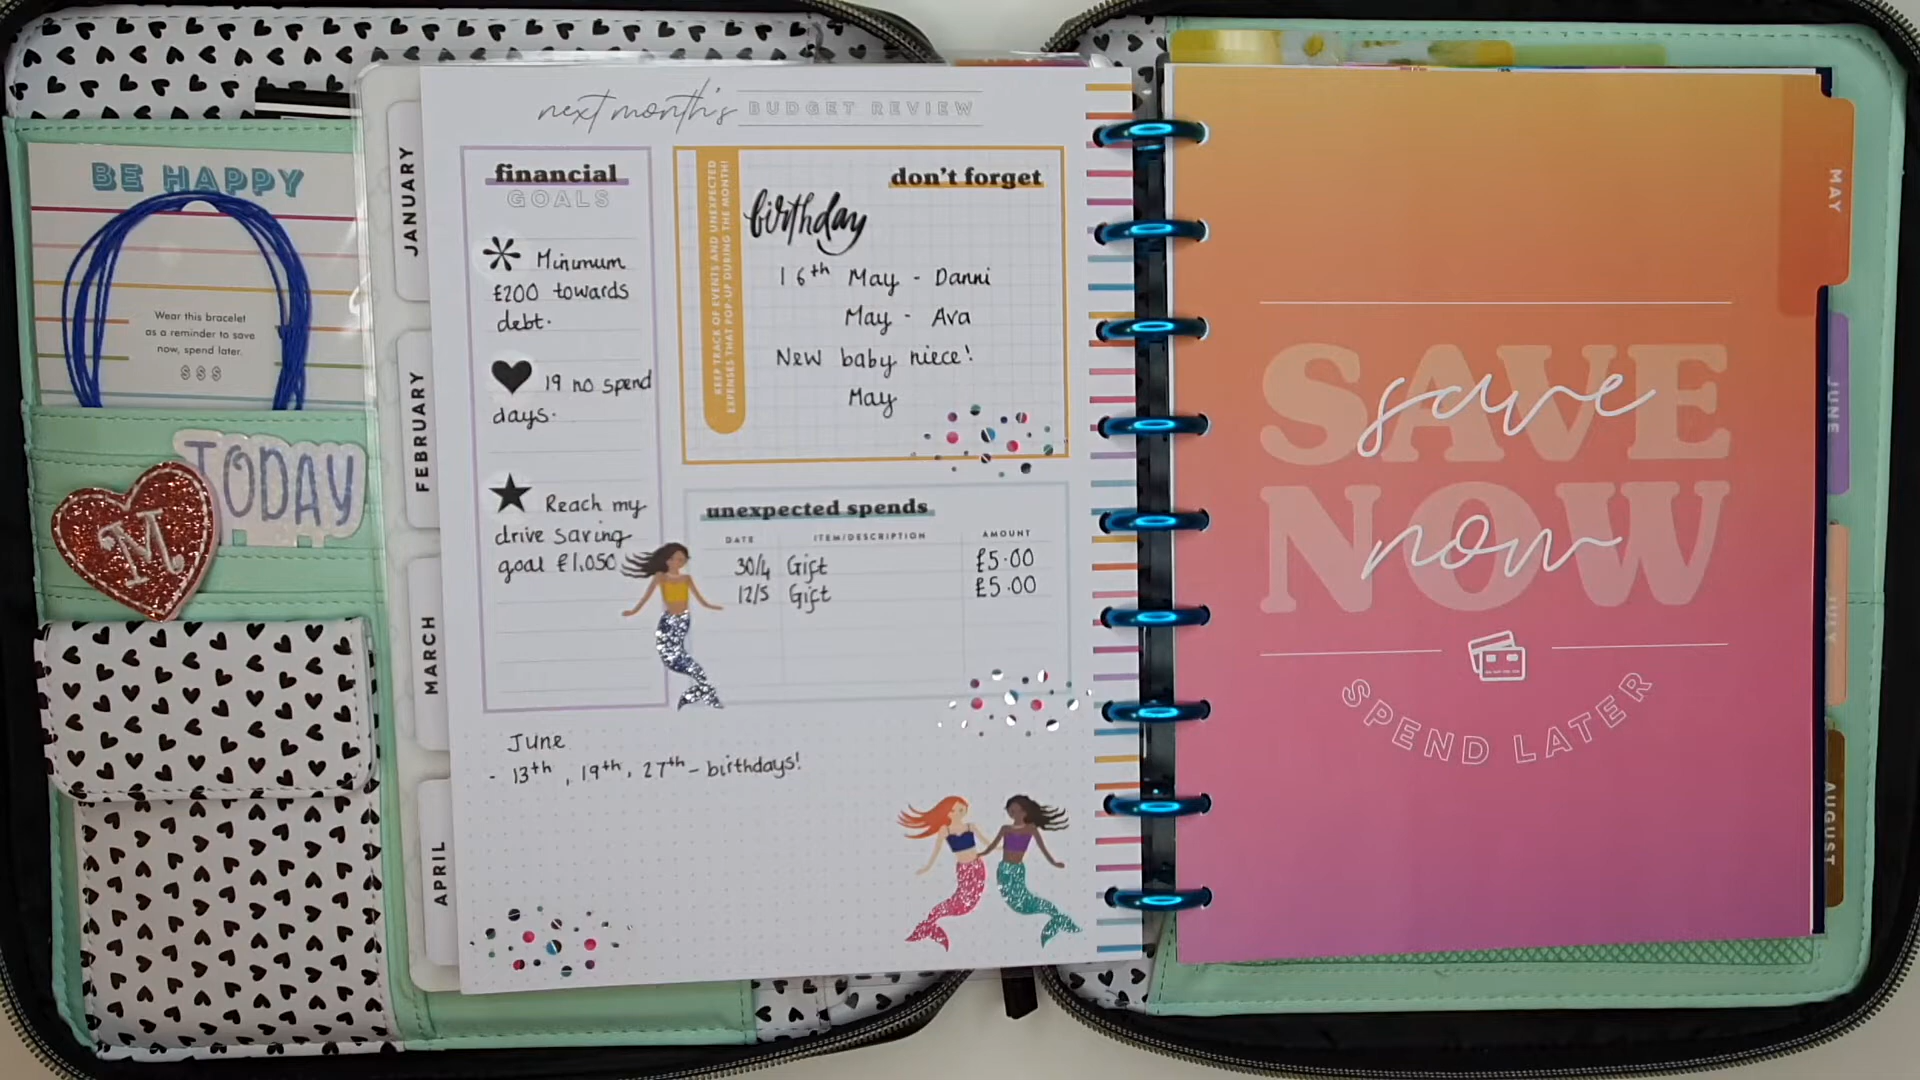 BE HAPPY
Wear this bracelet
as a reminder to save
now, spend later.
$ $ $
TODAY
M
JANUARY
FEBRUARY
MARCH
APRIL
next month's BUDGET REVIEW
financial
GOALS
Minimum
£200 towards
debt.
19 no spend
days.
Reach my
drive saving
goal £1,050
KEEP TRACK OF EVENTS AND UNEXPECTED
EXPENSES THAT POP-UP DURING THE MONTH!
don't forget
birthday
16th May - Danni
May - Ava
New baby niece!
May
unexpected spends
DATE ITEM/DESCRIPTION AMOUNT
30/4 Gift £5.00
12/5 Gift £5.00
June
- 13th, 19th, 27th - birthdays!
SAVE
save
NOW
now
SPEND LATER
MAY
JUNE
JULY
AUGUST